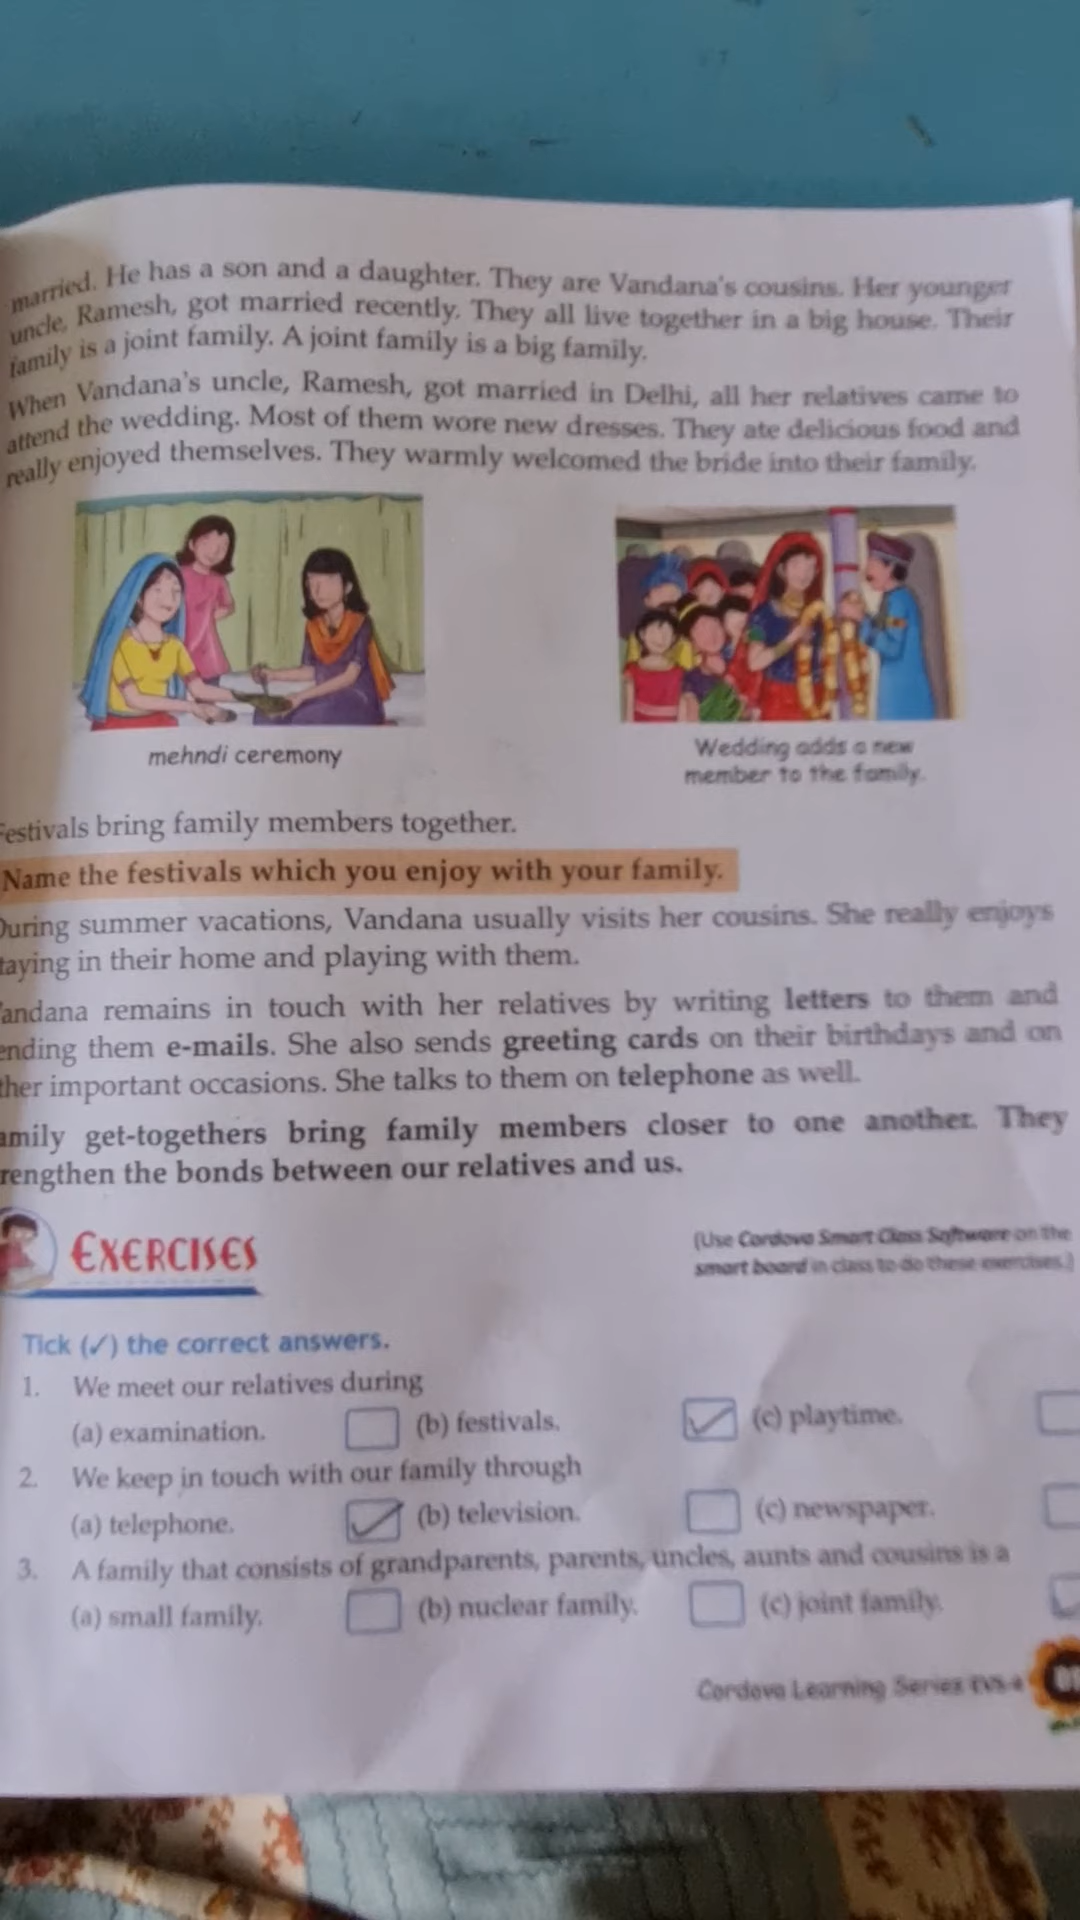 married. He has a son and a daughter. They are Vandana's cousins. Her younger
uncle, Ramesh, got married recently. They all live together in a big house. Their
family is a joint family. A joint family is a big family.
When Vandana's uncle, Ramesh, got married in Delhi, all her relatives came to
attend the wedding. Most of them wore new dresses. They ate delicious food and
really enjoyed themselves. They warmly welcomed the bride into their family.
mehndi ceremony
Wedding adds a new
member to the family.
Festivals bring family members together.
Name the festivals which you enjoy with your family.
During summer vacations, Vandana usually visits her cousins. She really enjoys
taying in their home and playing with them.
andana remains in touch with her relatives by writing letters to them and
ending them e-mails. She also sends greeting cards on their birthdays and on
ther important occasions. She talks to them on telephone as well.
amily get-togethers bring family members closer to one another. They
rengthen the bonds between our relatives and us.
EXERCISES
(Use Cordova Smart Class Software on the
smart board in class to do these exercises.)
Tick (✓) the correct answers.
1. We meet our relatives during
(a) examination. (b) festivals. ✓ (c) playtime.
2. We keep in touch with our family through
(a) telephone. ✓ (b) television. (c) newspaper.
3. A family that consists of grandparents, parents, uncles, aunts and cousins is a
(a) small family. (b) nuclear family. (c) joint family.
Cordova Learning Series